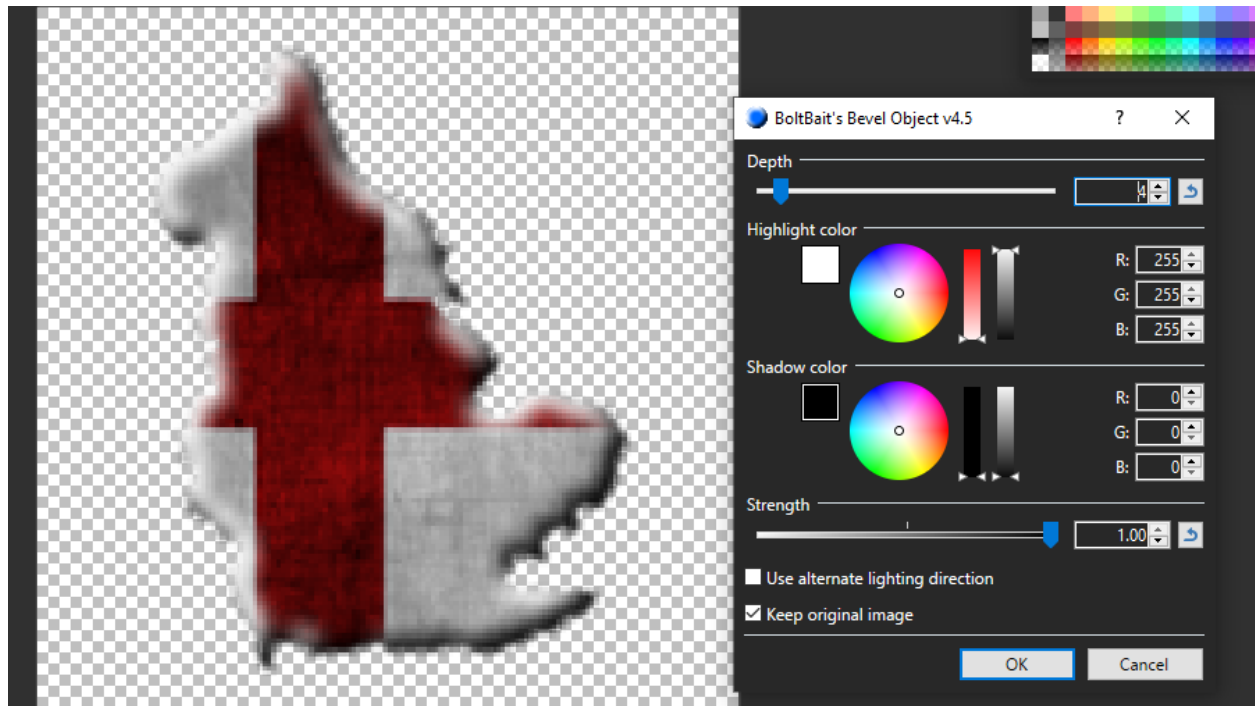 BoltBait's Bevel Object v4.5 ?
Depth
4
Highlight color
R: 255
G: 255
B: 255
Shadow color
R: 0
G: 0
B: 0
Strength
1.00
Use alternate lighting direction
Keep original image
OK Cancel